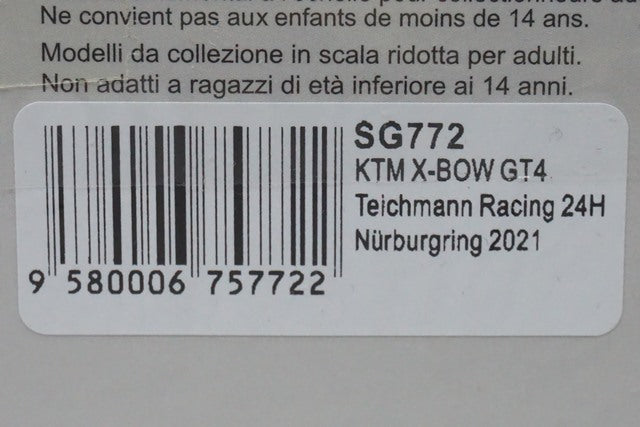 Ne convient pas aux enfants de moins de 14 ans.
Modelli da collezione in scala ridotta per adulti.
Non adatti a ragazzi di età inferiore ai 14 anni.
SG772
KTM X-BOW GT4
Teichmann Racing 24H
Nürburgring 2021
9 580006 757722